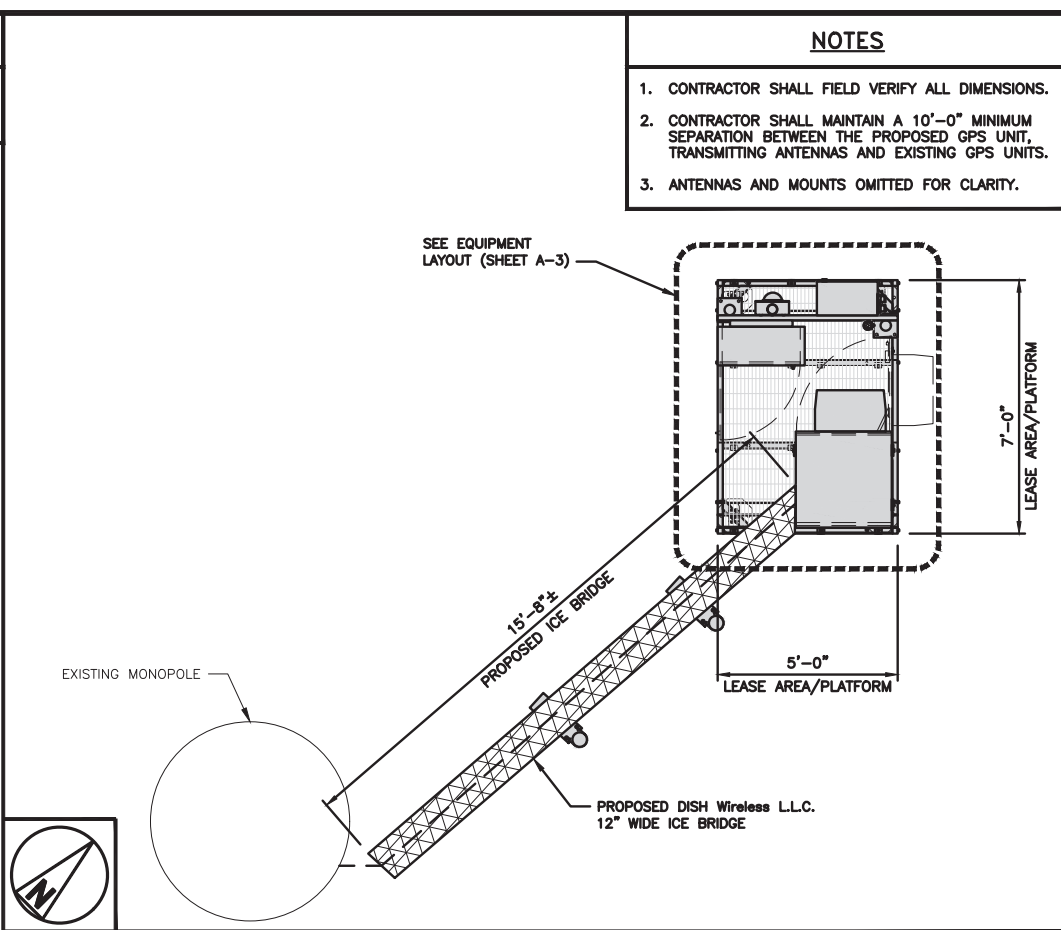 NOTES
1. CONTRACTOR SHALL FIELD VERIFY ALL DIMENSIONS.
2. CONTRACTOR SHALL MAINTAIN A 10'-0" MINIMUM
SEPARATION BETWEEN THE PROPOSED GPS UNIT,
TRANSMITTING ANTENNAS AND EXISTING GPS UNITS.
3. ANTENNAS AND MOUNTS OMITTED FOR CLARITY.
SEE EQUIPMENT
LAYOUT (SHEET A-3)
7'-0"
LEASE AREA/PLATFORM
15'-8"±
PROPOSED ICE BRIDGE
5'-0"
LEASE AREA/PLATFORM
EXISTING MONOPOLE
PROPOSED DISH Wireless L.L.C.
12" WIDE ICE BRIDGE
N